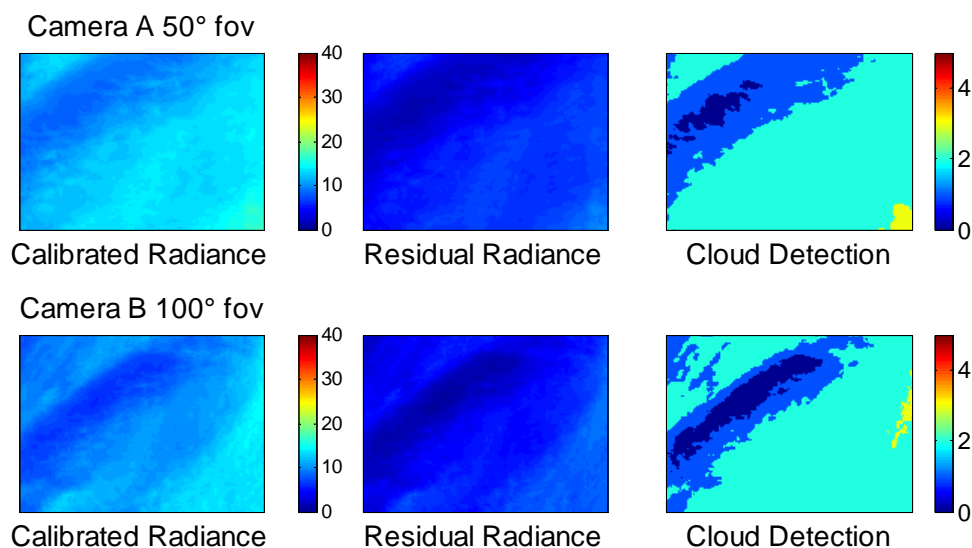 Camera A 50° fov
40
30
20
10
0
4
2
0
Calibrated Radiance
Residual Radiance
Cloud Detection
Camera B 100° fov
40
30
20
10
0
4
2
0
Calibrated Radiance
Residual Radiance
Cloud Detection